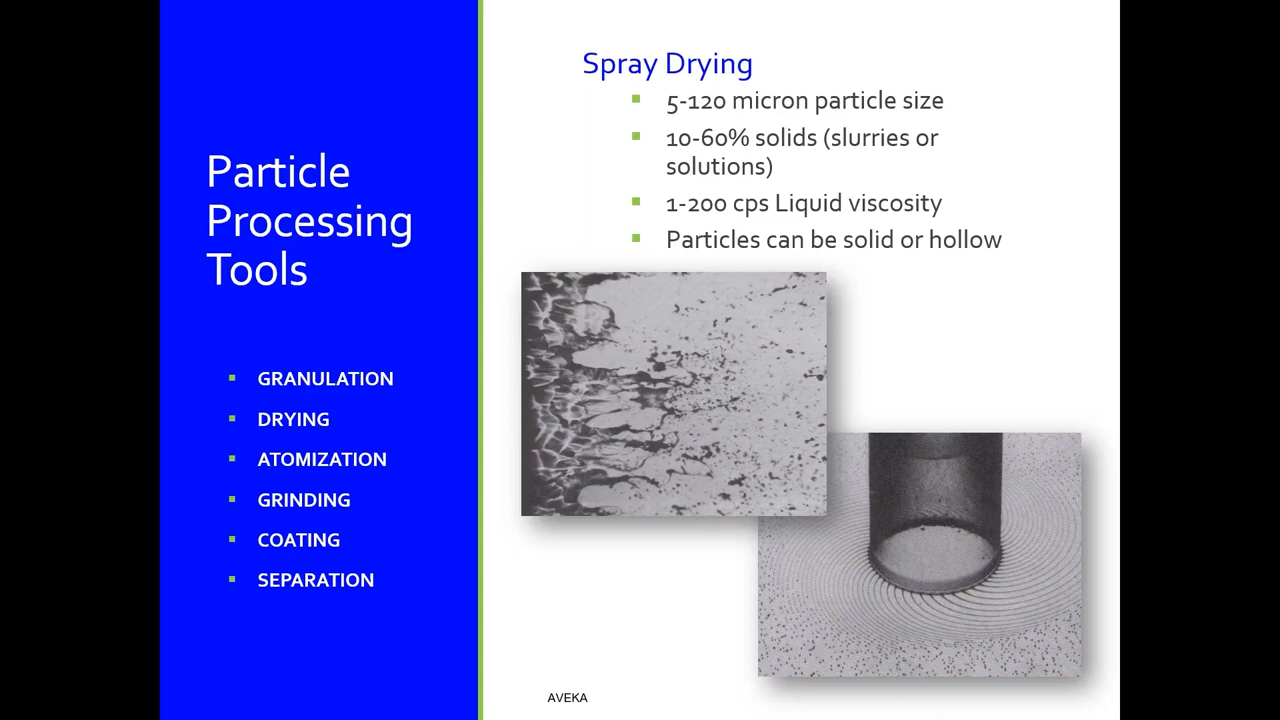 Particle
Processing
Tools
GRANULATION
DRYING
ATOMIZATION
GRINDING
COATING
SEPARATION
Spray Drying
5-120 micron particle size
10-60% solids (slurries or
solutions)
1-200 cps Liquid viscosity
Particles can be solid or hollow
AVEKA